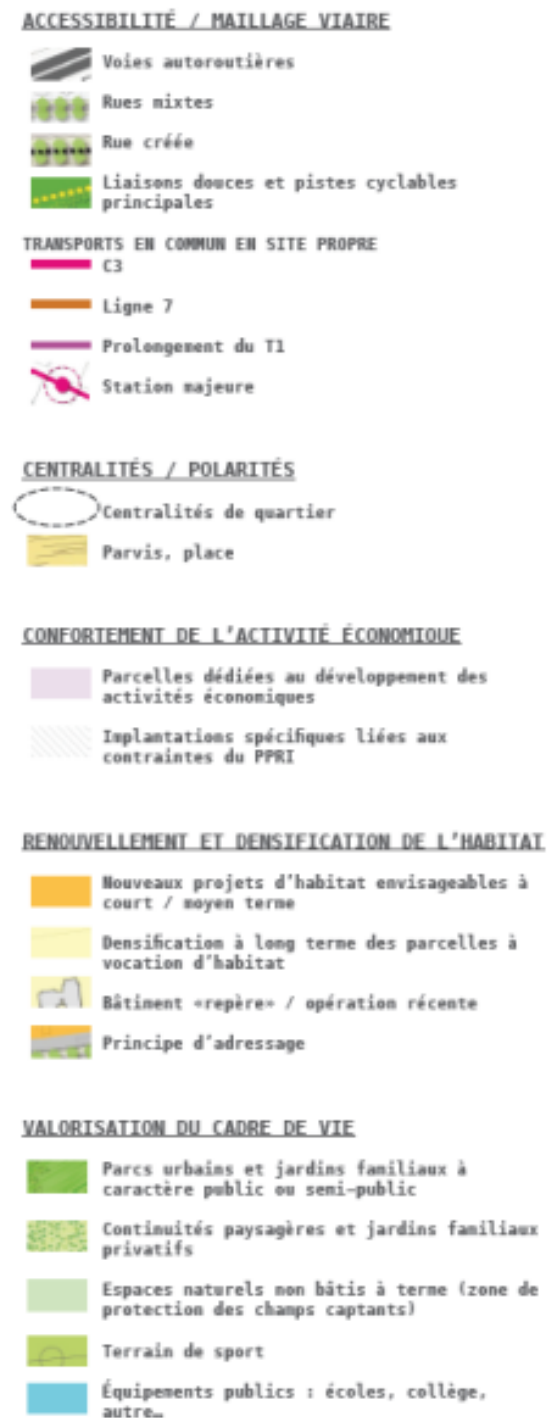 ACCESSIBILITÉ / MAILLAGE VIAIRE
Voies autoroutières
Rues mixtes
Rue créée
Liaisons douces et pistes cyclables
principales
TRANSPORTS EN COMMUN EN SITE PROPRE
C3
Ligne 7
Prolongement du T1
Station majeure
CENTRALITÉS / POLARITÉS
Centralités de quartier
Parvis, place
CONFORTEMENT DE L’ACTIVITÉ ÉCONOMIQUE
Parcelles dédiées au développement des
activités économiques
Implantations spécifiques liées aux
contraintes du PPRI
RENOUVELLEMENT ET DENSIFICATION DE L’HABITAT
Nouveaux projets d’habitat envisageables à
court / moyen terme
Densification à long terme des parcelles à
vocation d’habitat
Bâtiment «repère» / opération récente
Principe d’adressage
VALORISATION DU CADRE DE VIE
Parcs urbains et jardins familiaux à
caractère public ou semi-public
Continuités paysagères et jardins familiaux
privatifs
Espaces naturels non bâtis à terme (zone de
protection des champs captants)
Terrain de sport
Équipements publics : écoles, collège,
autre…